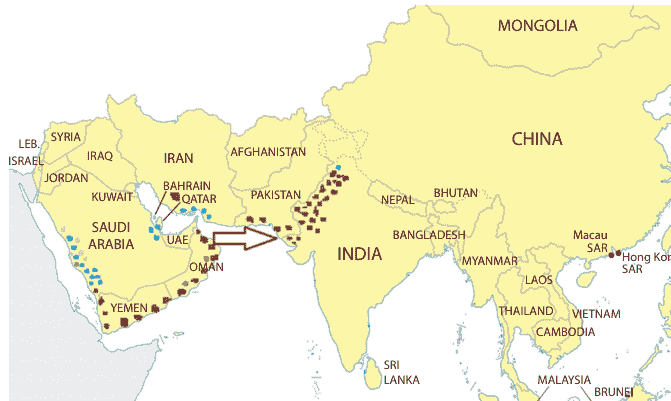 MONGOLIA
CHINA
LEB.
SYRIA
ISRAEL
IRAQ
IRAN
AFGHANISTAN
JORDAN
KUWAIT
BAHRAIN
QATAR
PAKISTAN
NEPAL
BHUTAN
SAUDI
ARABIA
UAE
OMAN
INDIA
BANGLADESH
MYANMAR
Macau
SAR
Hong Kon
SAR
LAOS
YEMEN
THAILAND
VIETNAM
CAMBODIA
SRI
LANKA
MALAYSIA
BRUNEI